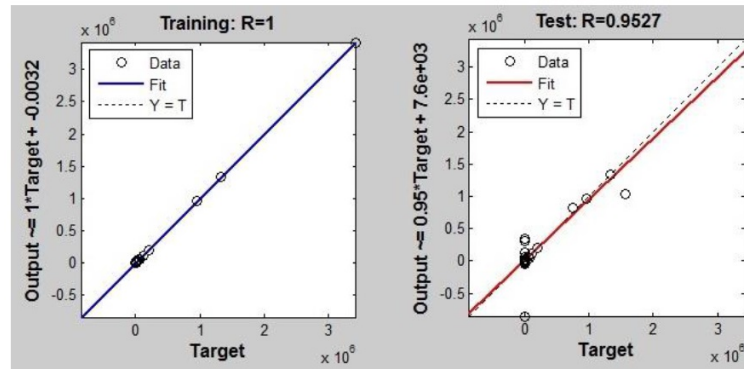 Training: R=1
x 10^6
Output ~= 1*Target + -0.0032
3
2.5
2
1.5
1
0.5
0
-0.5
Data
Fit
Y = T
0
1
2
3
x 10^6
Target
Test: R=0.9527
x 10^6
Output ~= 0.95*Target + 7.6e+03
3
2.5
2
1.5
1
0.5
0
-0.5
Data
Fit
Y = T
0
1
2
3
x 10^6
Target